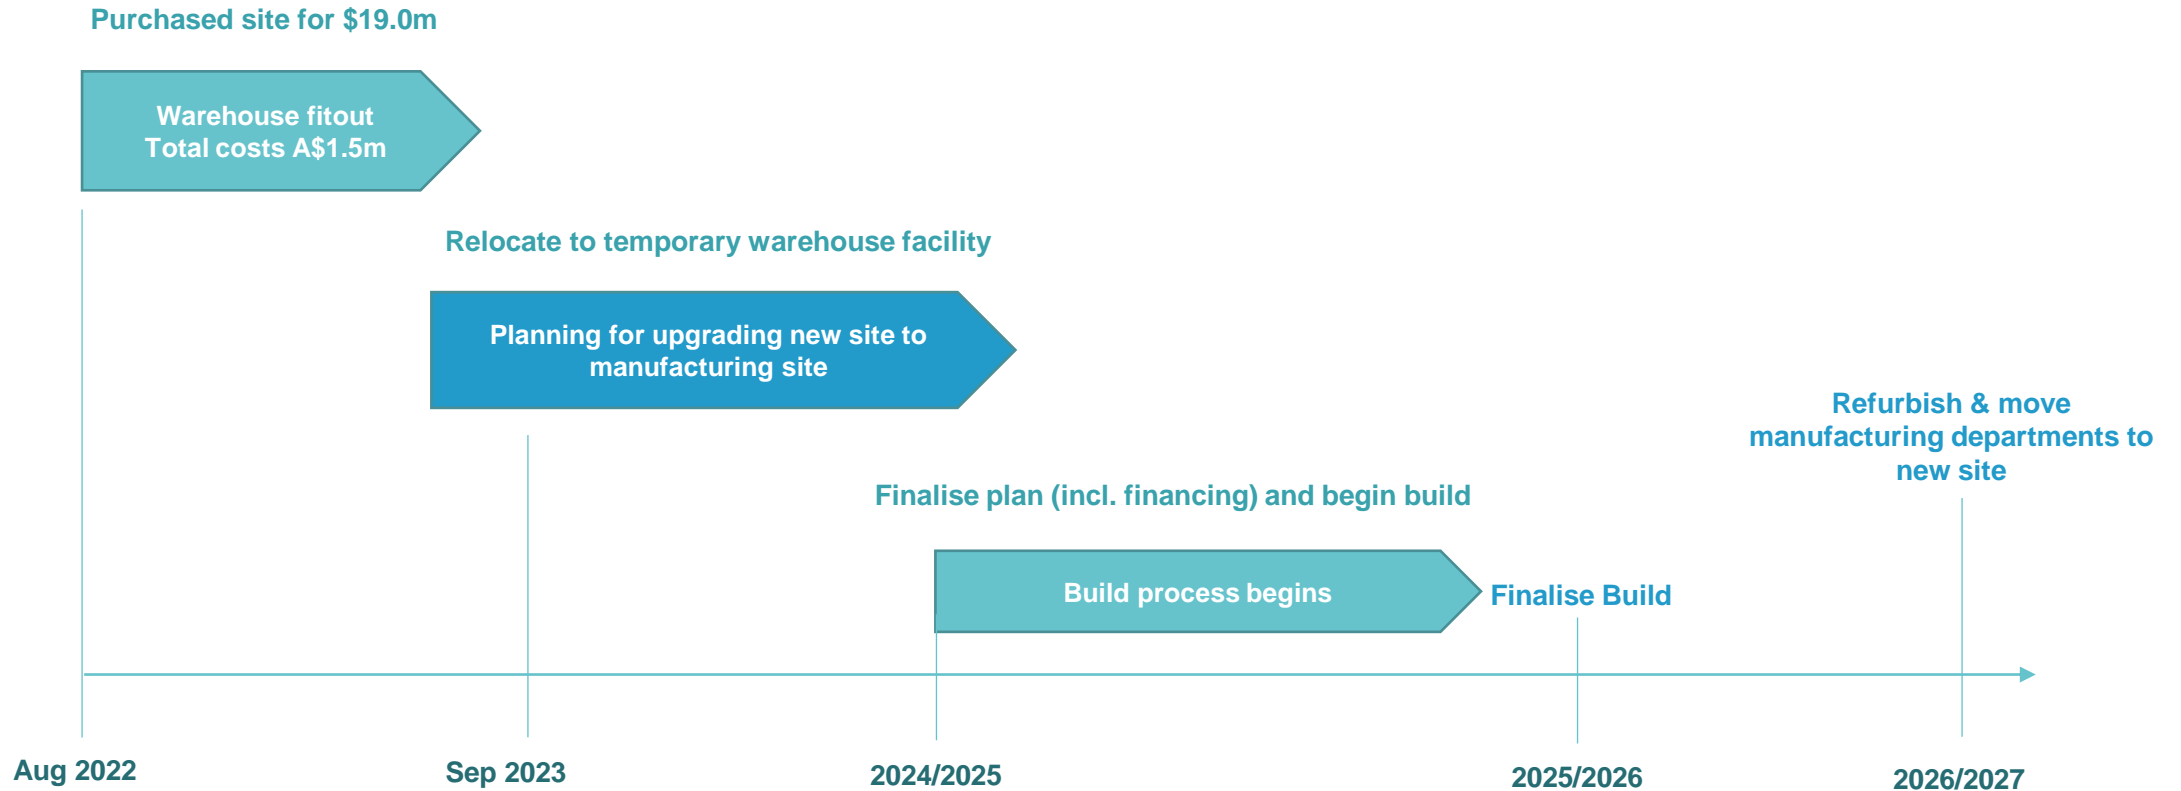 Purchased site for $19.0m
Warehouse fitout
Total costs A$1.5m
Relocate to temporary warehouse facility
Planning for upgrading new site to
manufacturing site
Refurbish & move
manufacturing departments to
new site
Finalise plan (incl. financing) and begin build
Build process begins
Finalise Build
Aug 2022
Sep 2023
2024/2025
2025/2026
2026/2027